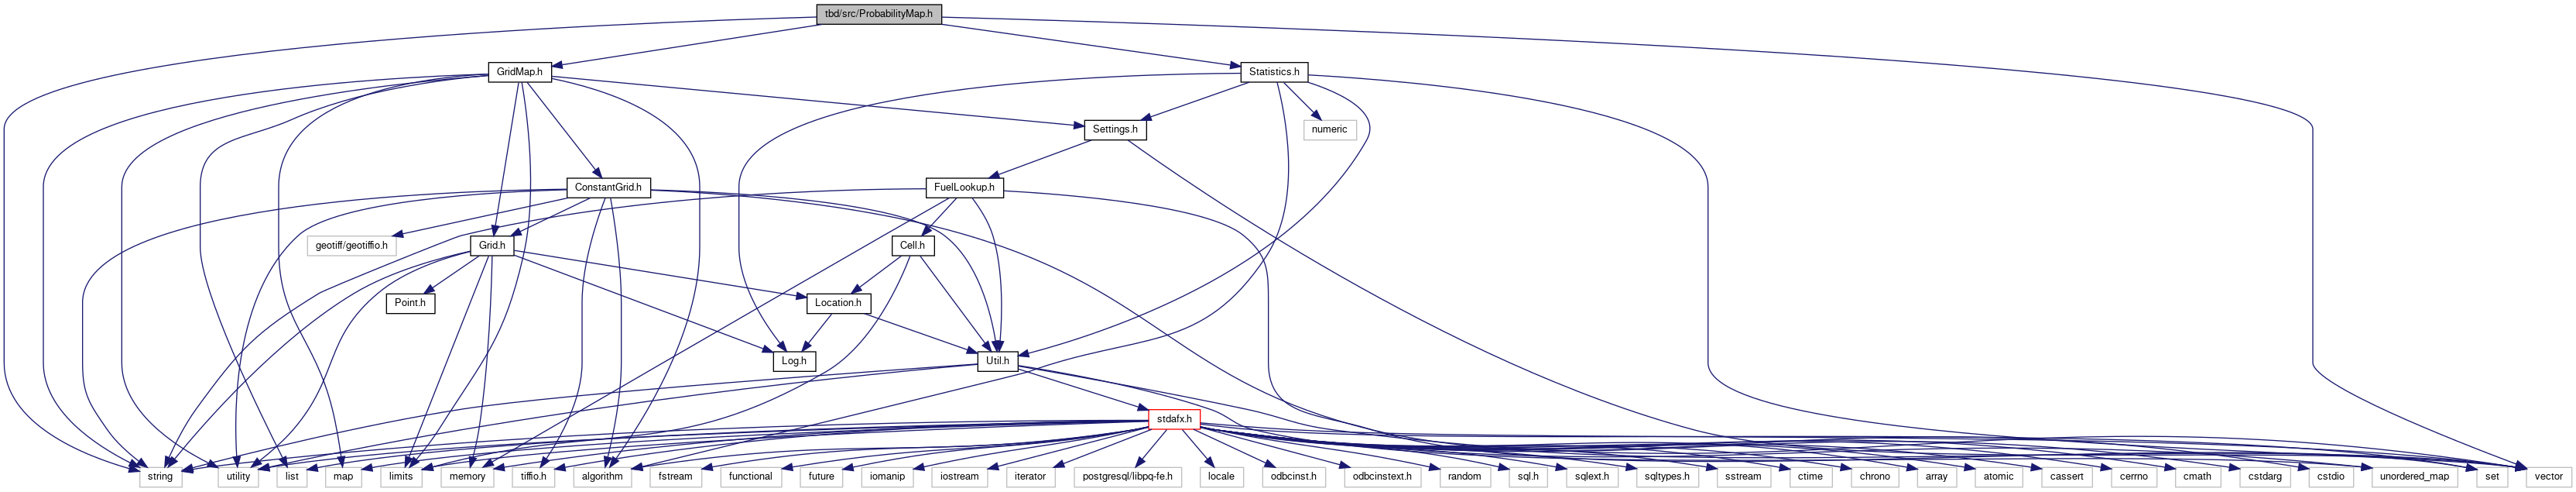 tbd/src/ProbabilityMap.h
GridMap.h
Statistics.h
Settings.h
numeric
ConstantGrid.h
FuelLookup.h
geotiff/geotiffio.h
Grid.h
Cell.h
Point.h
Location.h
Log.h
Util.h
stdafx.h
string
utility
list
map
limits
memory
tiffio.h
algorithm
fstream
functional
future
iomanip
iostream
iterator
postgresql/libpq-fe.h
locale
odbcinst.h
odbcinstext.h
random
sql.h
sqlext.h
sqltypes.h
sstream
ctime
chrono
array
atomic
cassert
cerrno
cmath
cstdarg
cstdio
unordered_map
set
vector